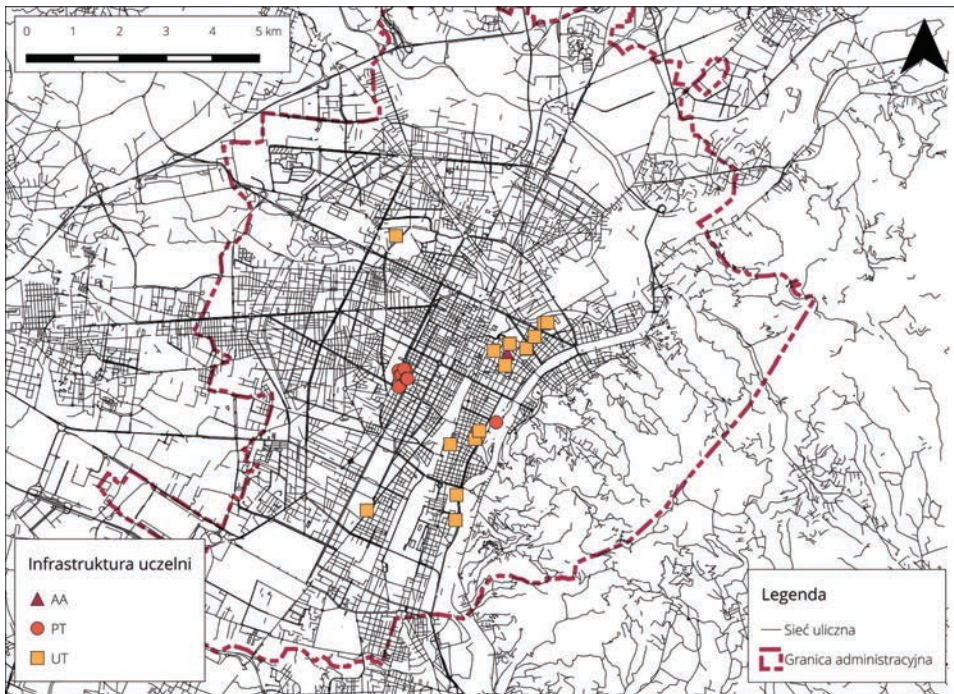 0 1 2 3 4 5 km
Infrastruktura uczelni
AA
PT
UT
Legenda
Sieć uliczna
Granica administracyjna